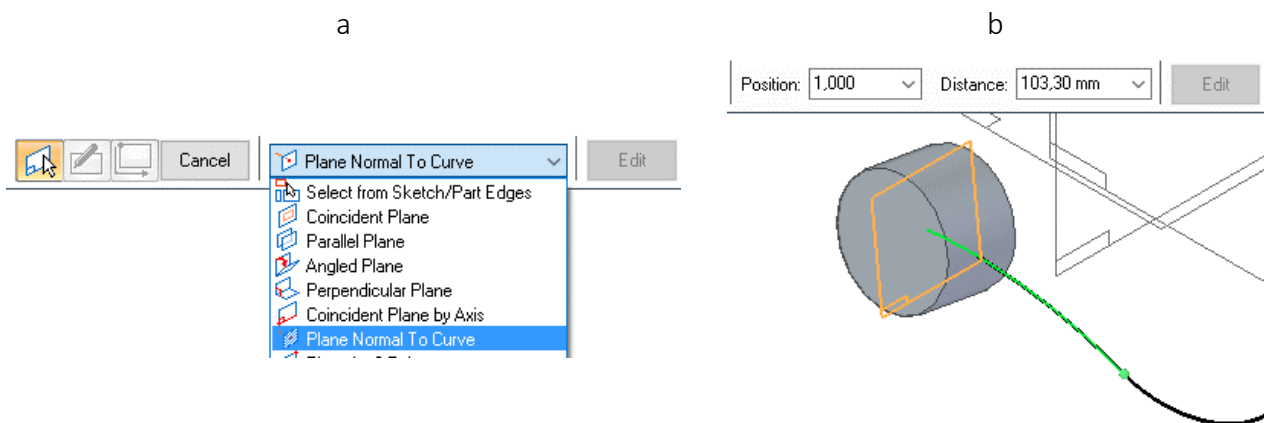 a
b
Position: 1,000 Distance: 103,30 mm Edit
Cancel Plane Normal To Curve Edit
Select from Sketch/Part Edges
Coincident Plane
Parallel Plane
Angled Plane
Perpendicular Plane
Coincident Plane by Axis
Plane Normal To Curve